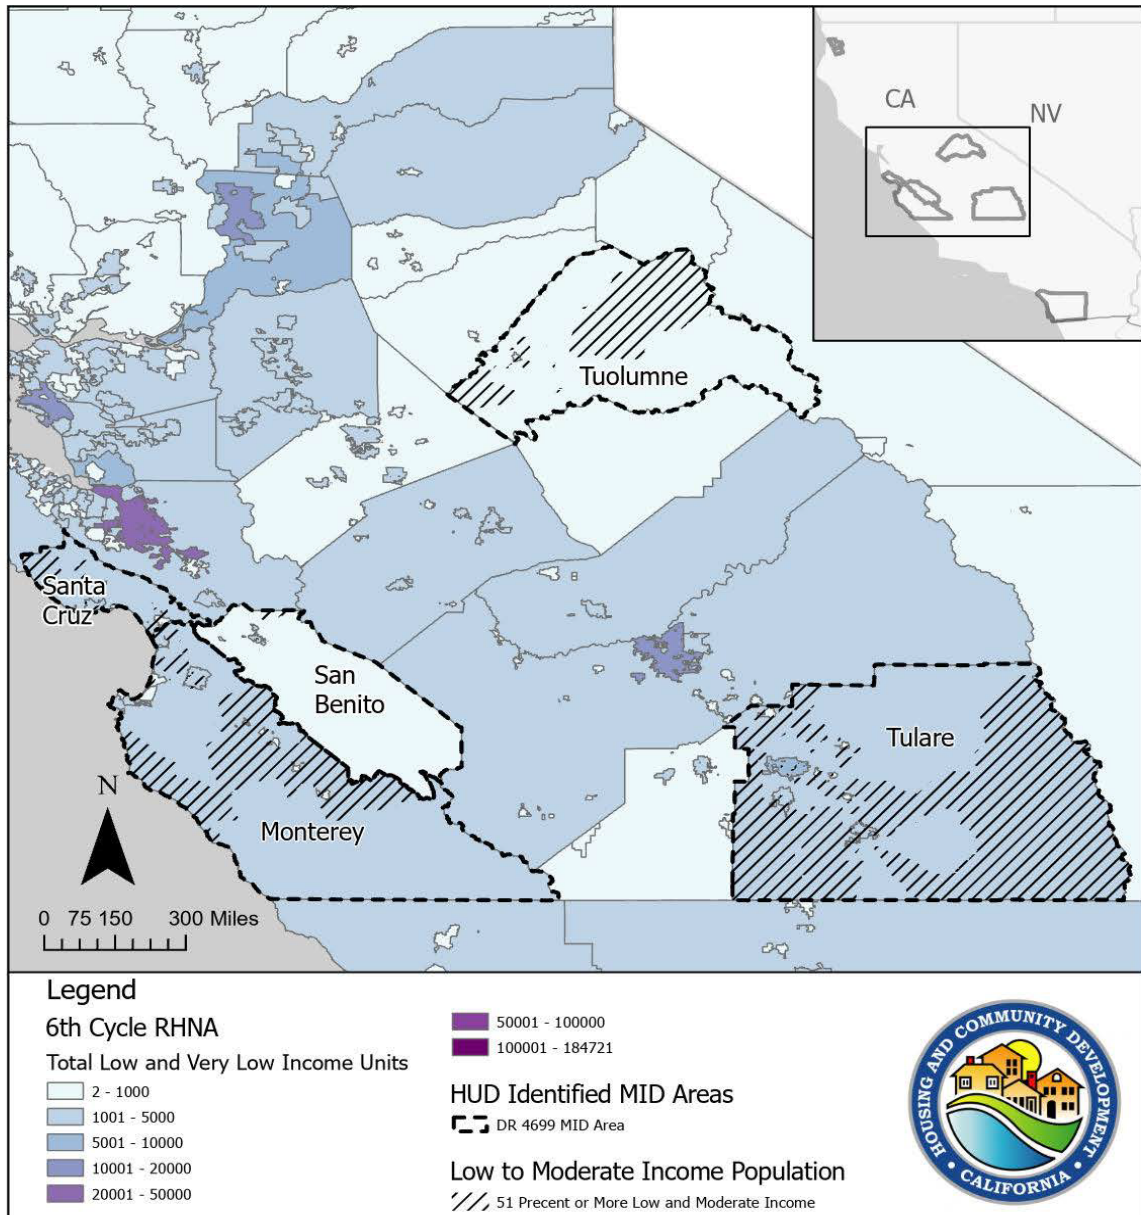 CA
NV
Tuolumne
Santa
Cruz
San
Benito
Tulare
Monterey
N
0 75 150 300 Miles
Legend
6th Cycle RHNA
Total Low and Very Low Income Units
2 - 1000
1001 - 5000
5001 - 10000
10001 - 20000
20001 - 50000
50001 - 100000
100001 - 184721
HUD Identified MID Areas
DR 4699 MID Area
Low to Moderate Income Population
51 Precent or More Low and Moderate Income
HOUSING AND COMMUNITY DEVELOPMENT
• CALIFORNIA •